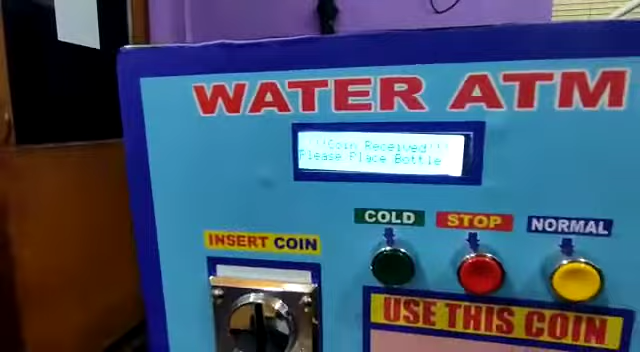 WATER ATM
!!!Coin Received!!!
Please Place Bottle
COLD
STOP
NORMAL
INSERT COIN
USE THIS COIN